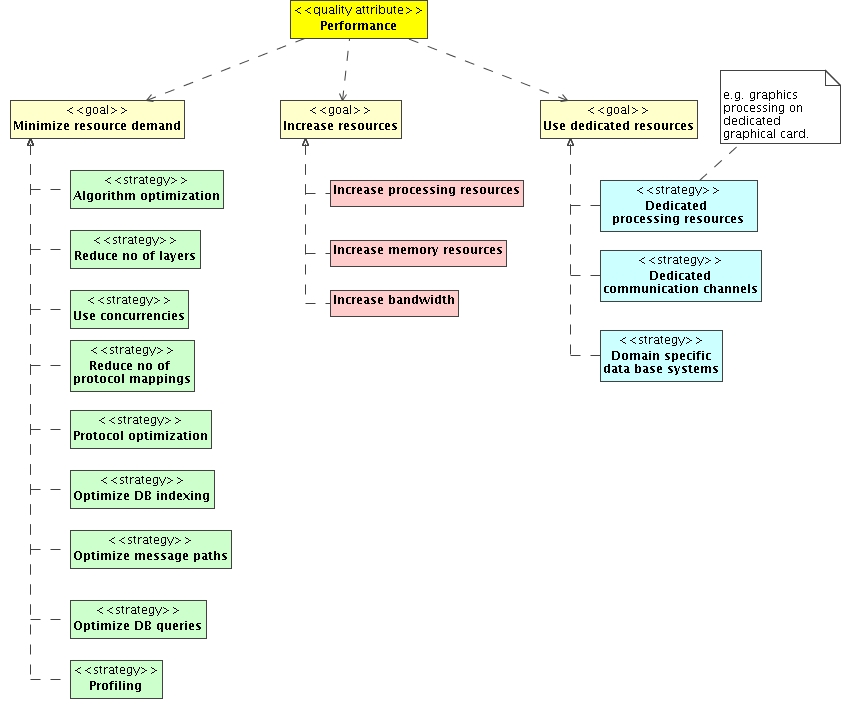 <<quality attribute>>
Performance
<<goal>>
Minimize resource demand
<<goal>>
Increase resources
<<goal>>
Use dedicated resources
e.g. graphics
processing on
dedicated
graphical card.
<<strategy>>
Algorithm optimization
<<strategy>>
Reduce no of layers
<<strategy>>
Use concurrencies
<<strategy>>
Reduce no of
protocol mappings
<<strategy>>
Protocol optimization
<<strategy>>
Optimize DB indexing
<<strategy>>
Optimize message paths
<<strategy>>
Optimize DB queries
<<strategy>>
Profiling
Increase processing resources
Increase memory resources
Increase bandwidth
<<strategy>>
Dedicated
processing resources
<<strategy>>
Dedicated
communication channels
<<strategy>>
Domain specific
data base systems